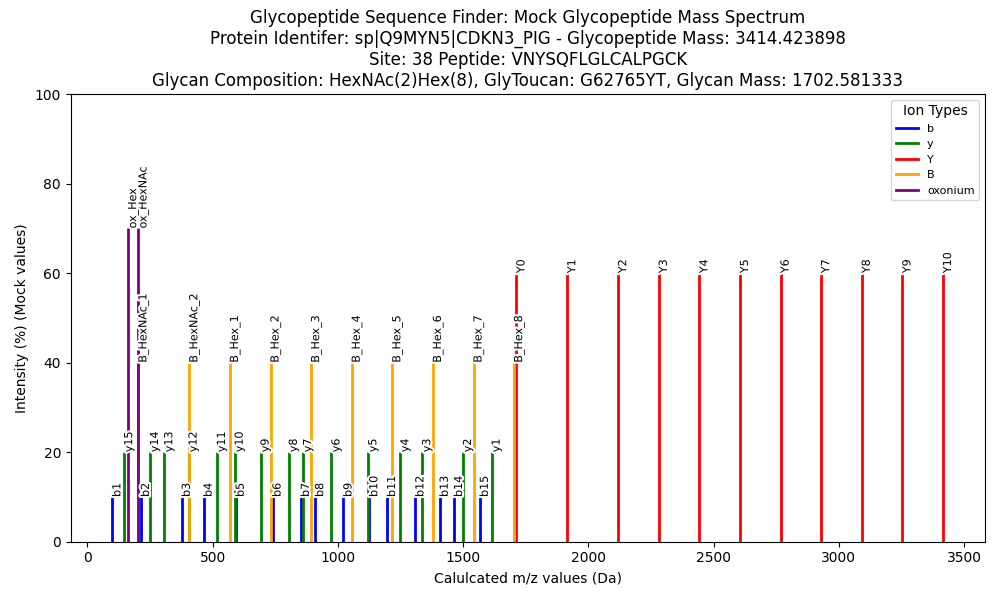 Glycopeptide Sequence Finder: Mock Glycopeptide Mass Spectrum
Protein Identifer: sp|Q9MYN5|CDKN3_PIG - Glycopeptide Mass: 3414.423898
Site: 38 Peptide: VNYSQFLGLCALPGCK
Glycan Composition: HexNAc(2)Hex(8), GlyToucan: G62765YT, Glycan Mass: 1702.581333
Intensity (%) (Mock values)
100
80
60
40
20
0
Ion Types
b
y
Y
B
oxonium
ox_Hex
ox_HexNAc
Y0
Y1
Y2
Y3
Y4
Y5
Y6
Y7
Y8
Y9
Y10
B_HexNAc_1
B_HexNAc_2
B_Hex_1
B_Hex_2
B_Hex_3
B_Hex_4
B_Hex_5
B_Hex_6
B_Hex_7
B_Hex_8
y15
y14
y13
y12
y11
y10
y9
y8
y7
y6
y5
y4
y3
y2
y1
b1
b2
b3
b4
b5
b6
b7
b8
b9
b10
b11
b12
b13
b14
b15
0
500
1000
1500
2000
2500
3000
3500
Calulcated m/z values (Da)